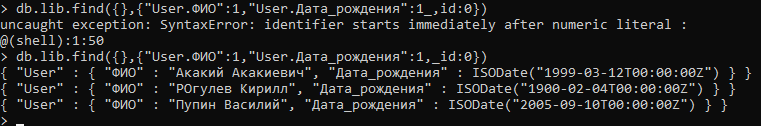 > db.lib.find({},{"User.ФИО":1,"User.Дата_рождения":1_,_id:0})
uncaught exception: SyntaxError: identifier starts immediately after numeric literal :
@(shell):1:50
> db.lib.find({},{"User.ФИО":1,"User.Дата_рождения":1,_id:0})
{ "User" : { "ФИО" : "Акакий Акакиевич", "Дата_рождения" : ISODate("1999-03-12T00:00:00Z") } }
{ "User" : { "ФИО" : "РОгулев Кирилл", "Дата_рождения" : ISODate("1900-02-04T00:00:00Z") } }
{ "User" : { "ФИО" : "Пупин Василий", "Дата_рождения" : ISODate("2005-09-10T00:00:00Z") } }
>